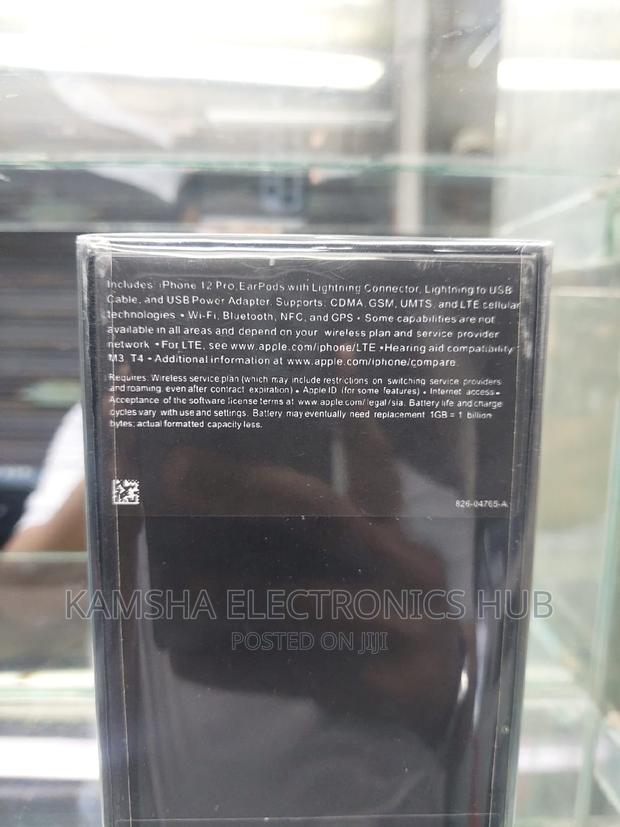 Includes: iPhone 12 Pro, EarPods with Lightning Connector, Lightning to USB
Cable, and USB Power Adapter. Supports: CDMA, GSM, UMTS, and LTE cellular
technologies • Wi-Fi, Bluetooth, NFC, and GPS • Some capabilities are not
available in all areas and depend on your wireless plan and service provider
network • For LTE, see www.apple.com/iphone/LTE •Hearing aid compatibility
M3 T4 • Additional information at www.apple.com/iphone/compare.
Requires: Wireless service plan (which may include restrictions on switching service providers
and roaming, even after contract expiration) • Apple ID (for some features) • Internet access•
Acceptance of the software license terms at www.apple.com/legal/sla. Battery life and charge
cycles vary with use and settings. Battery may eventually need replacement 1GB = 1 billion
bytes; actual formatted capacity less.
826-04765-A
KAMSHA ELECTRONICS HUB
POSTED ON JIJI